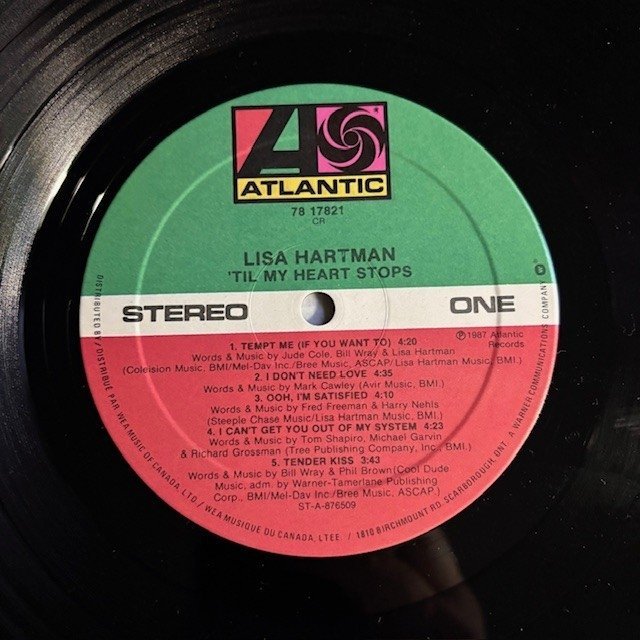 ATLANTIC
78 17821
CR
LISA HARTMAN
'TIL MY HEART STOPS
STEREO
ONE
℗1987 Atlantic
Records
1. TEMPT ME (IF YOU WANT TO) 4:20
Words & Music by Jude Cole, Bill Wray & Lisa Hartman
(Coleision Music, BMI/Mel-Dav Inc./Bree Music, ASCAP/Lisa Hartman Music, BMI.)
2. I DON'T NEED LOVE 4:35
Words & Music by Mark Cawley (Avir Music, BMI.)
3. OOH, I'M SATISFIED 4:10
Words & Music by Fred Freeman & Harry Nehls
(Steeple Chase Music/Lisa Hartman Music, BMI.)
4. I CAN'T GET YOU OUT OF MY SYSTEM 4:23
Words & Music by Tom Shapiro, Michael Garvin
& Richard Grossman (Tree Publishing Company, Inc., BMI.)
5. TENDER KISS 3:43
Words & Music by Bill Wray & Phil Brown(Cool Dude
Music, adm. by Warner-Tamerlane Publishing
Corp., BMI/Mel-Dav Inc./Bree Music, ASCAP.)
ST-A-876509
DISTRIBUTED BY / DISTRIBUÉ PAR WEA MUSIC OF CANADA, LTD. / WEA MUSIQUE DU CANADA, LTEE. / 1810 BIRCHMOUNT RD. SCARBOROUGH ONT. A WARNER COMMUNICATIONS COMPANY